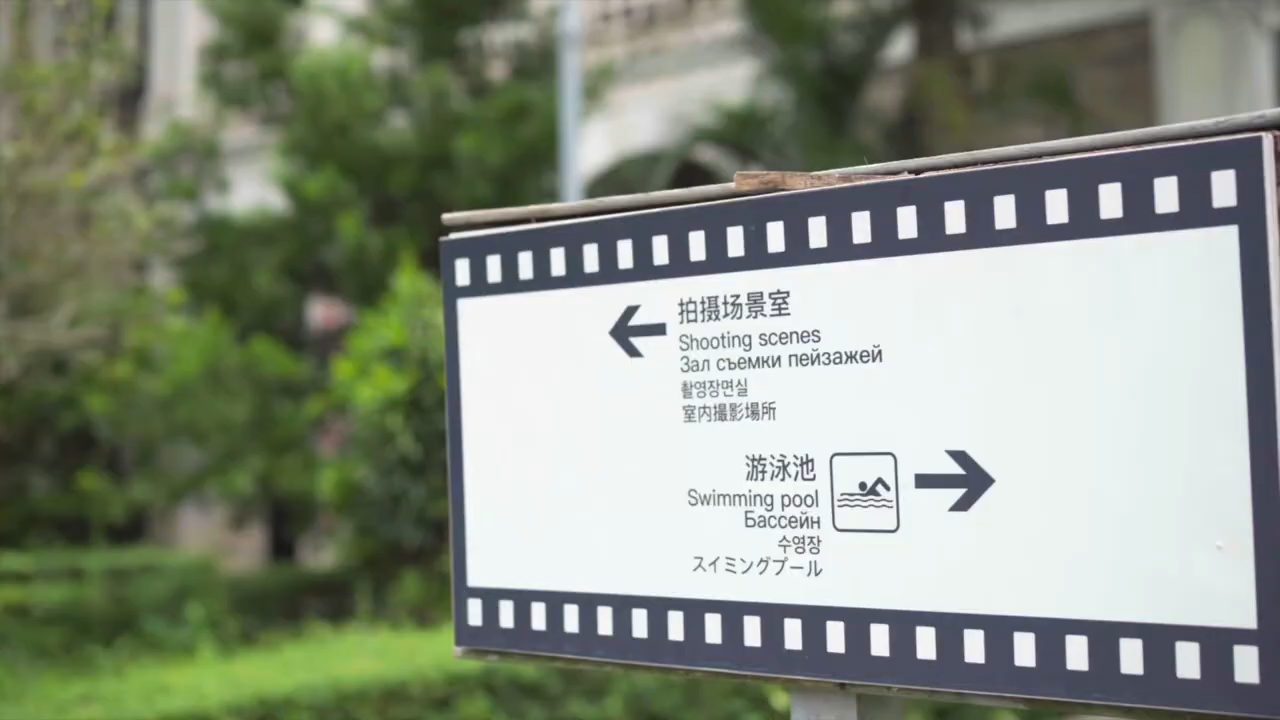 拍摄场景室
Shooting scenes
Зал съемки пейзажей
촬영장면실
室内撮影場所
游泳池
Swimming pool
Бассейн
수영장
スイミングプール